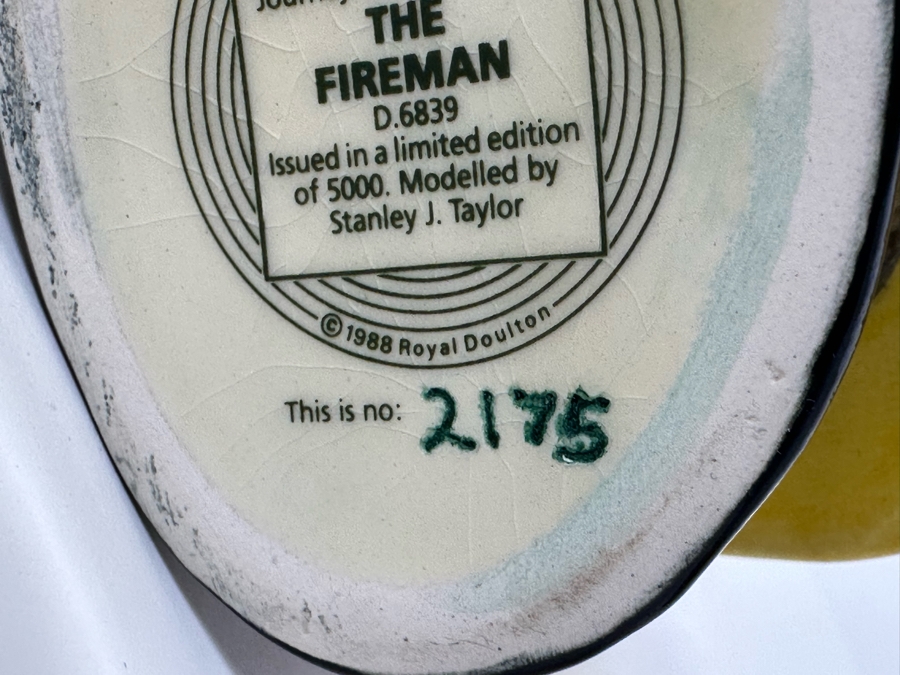 THE
FIREMAN
D.6839
Issued in a limited edition
of 5000. Modelled by
Stanley J. Taylor
© 1988 Royal Doulton
This is no: 2175